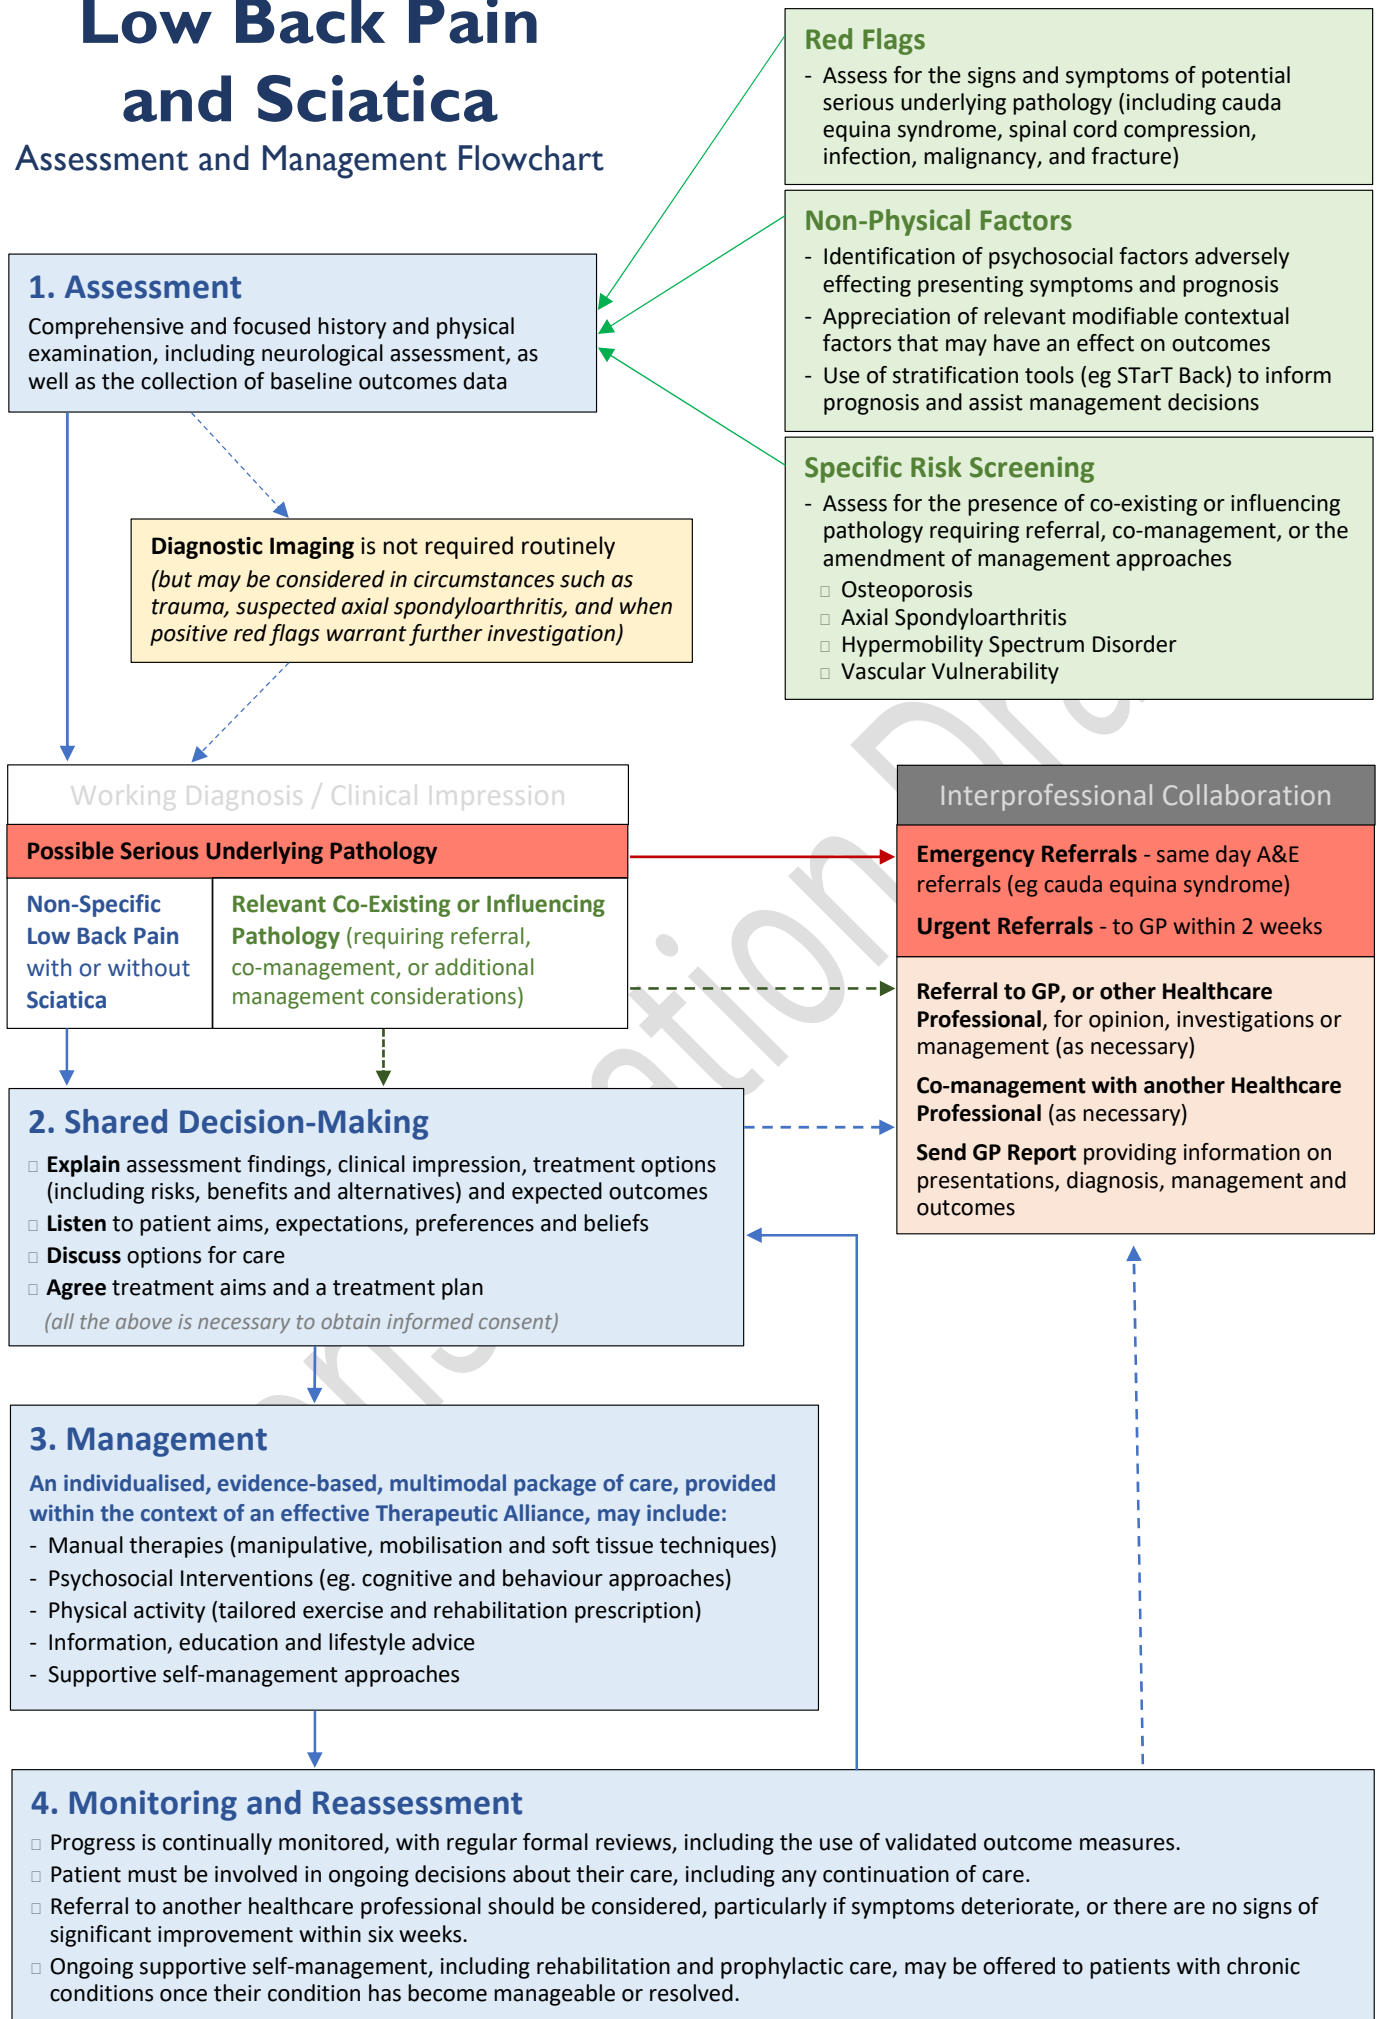 Low Back Pain
and Sciatica
Assessment and Management Flowchart
Red Flags
- Assess for the signs and symptoms of potential
serious underlying pathology (including cauda
equina syndrome, spinal cord compression,
infection, malignancy, and fracture)
Non-Physical Factors
- Identification of psychosocial factors adversely
effecting presenting symptoms and prognosis
- Appreciation of relevant modifiable contextual
factors that may have an effect on outcomes
- Use of stratification tools (eg STarT Back) to inform
prognosis and assist management decisions
Specific Risk Screening
- Assess for the presence of co-existing or influencing
pathology requiring referral, co-management, or the
amendment of management approaches
□ Osteoporosis
□ Axial Spondyloarthritis
□ Hypermobility Spectrum Disorder
□ Vascular Vulnerability
1. Assessment
Comprehensive and focused history and physical
examination, including neurological assessment, as
well as the collection of baseline outcomes data
Diagnostic Imaging is not required routinely
(but may be considered in circumstances such as
trauma, suspected axial spondyloarthritis, and when
positive red flags warrant further investigation)
Working Diagnosis / Clinical Impression
Possible Serious Underlying Pathology
Non-Specific
Low Back Pain
with or without
Sciatica
Relevant Co-Existing or Influencing
Pathology (requiring referral,
co-management, or additional
management considerations)
Interprofessional Collaboration
Emergency Referrals - same day A&E
referrals (eg cauda equina syndrome)
Urgent Referrals - to GP within 2 weeks
Referral to GP, or other Healthcare
Professional, for opinion, investigations or
management (as necessary)
Co-management with another Healthcare
Professional (as necessary)
Send GP Report providing information on
presentations, diagnosis, management and
outcomes
2. Shared Decision-Making
□ Explain assessment findings, clinical impression, treatment options
(including risks, benefits and alternatives) and expected outcomes
□ Listen to patient aims, expectations, preferences and beliefs
□ Discuss options for care
□ Agree treatment aims and a treatment plan
(all the above is necessary to obtain informed consent)
3. Management
An individualised, evidence-based, multimodal package of care, provided
within the context of an effective Therapeutic Alliance, may include:
- Manual therapies (manipulative, mobilisation and soft tissue techniques)
- Psychosocial Interventions (eg. cognitive and behaviour approaches)
- Physical activity (tailored exercise and rehabilitation prescription)
- Information, education and lifestyle advice
- Supportive self-management approaches
4. Monitoring and Reassessment
□ Progress is continually monitored, with regular formal reviews, including the use of validated outcome measures.
□ Patient must be involved in ongoing decisions about their care, including any continuation of care.
□ Referral to another healthcare professional should be considered, particularly if symptoms deteriorate, or there are no signs of
significant improvement within six weeks.
□ Ongoing supportive self-management, including rehabilitation and prophylactic care, may be offered to patients with chronic
conditions once their condition has become manageable or resolved.